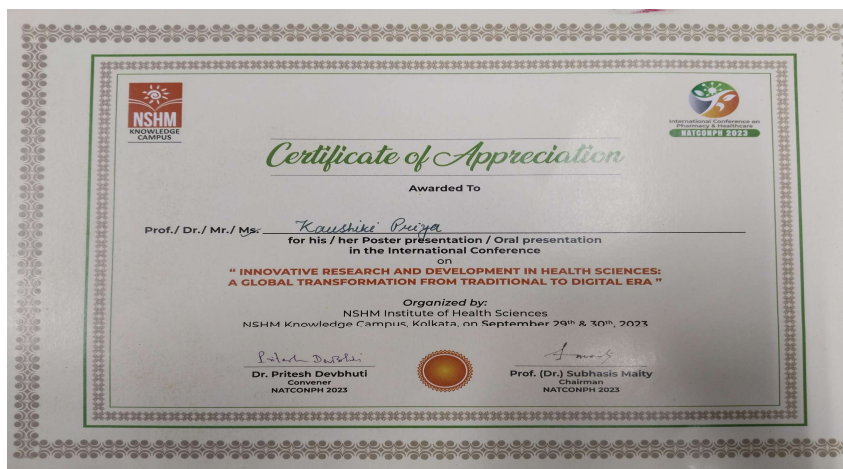 NSHM
KNOWLEDGE
CAMPUS
International Conference on
Pharmacy & Healthcare
NATCONPH 2023
Certificate of Appreciation
Awarded To
Prof./ Dr./ Mr./ Ms. Kaushiki Priya
for his / her Poster presentation / Oral presentation
in the International Conference
on
" INNOVATIVE RESEARCH AND DEVELOPMENT IN HEALTH SCIENCES:
A GLOBAL TRANSFORMATION FROM TRADITIONAL TO DIGITAL ERA "
Organized by:
NSHM Institute of Health Sciences
NSHM Knowledge Campus, Kolkata, on September 29th & 30th, 2023
Pritesh Devbhuti
Dr. Pritesh Devbhuti
Convener
NATCONPH 2023
Prof. (Dr.) Subhasis Maity
Chairman
NATCONPH 2023